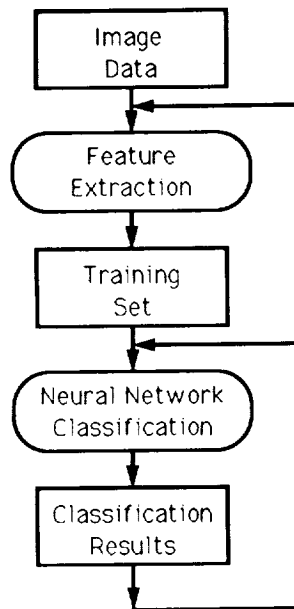 Image
Data
Feature
Extraction
Training
Set
Neural Network
Classification
Classification
Results